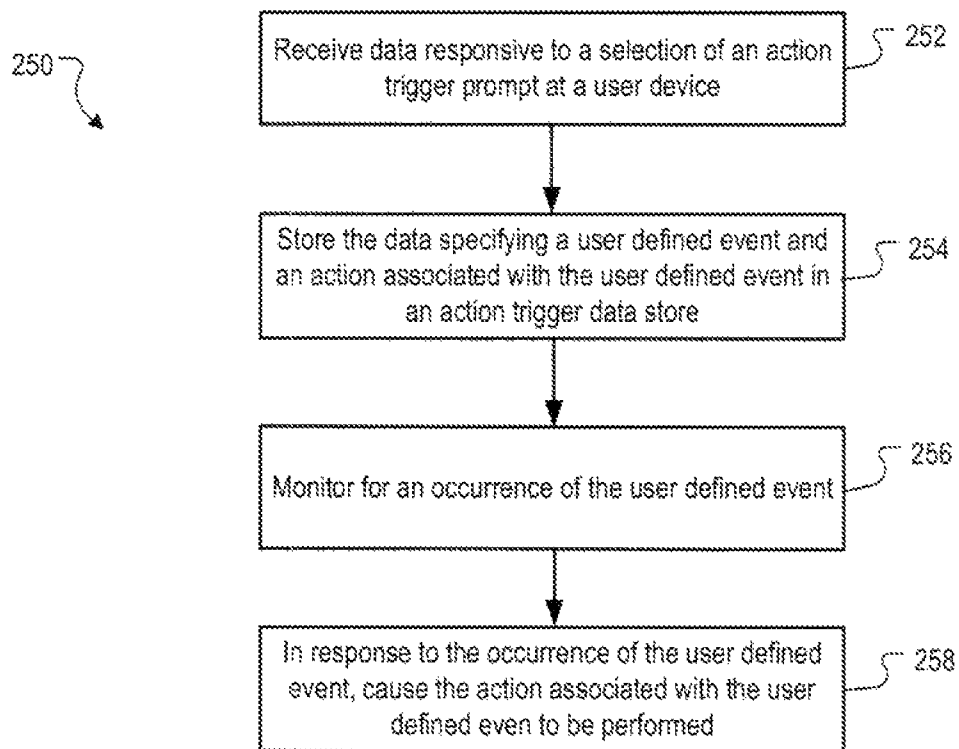 250
Receive data responsive to a selection of an action
trigger prompt at a user device
252
Store the data specifying a user defined event and
an action associated with the user defined event in
an action trigger data store
254
Monitor for an occurrence of the user defined event
256
In response to the occurrence of the user defined
event, cause the action associated with the user
defined even to be performed
258